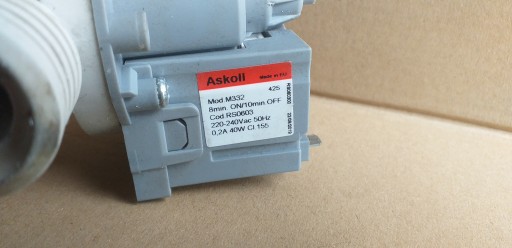 Askoll
Made in EU
Mod.M332 425
8min. ON/10min.OFF
Cod.RS0603
220-240Vac 50Hz
0,2A 40W Cl.155